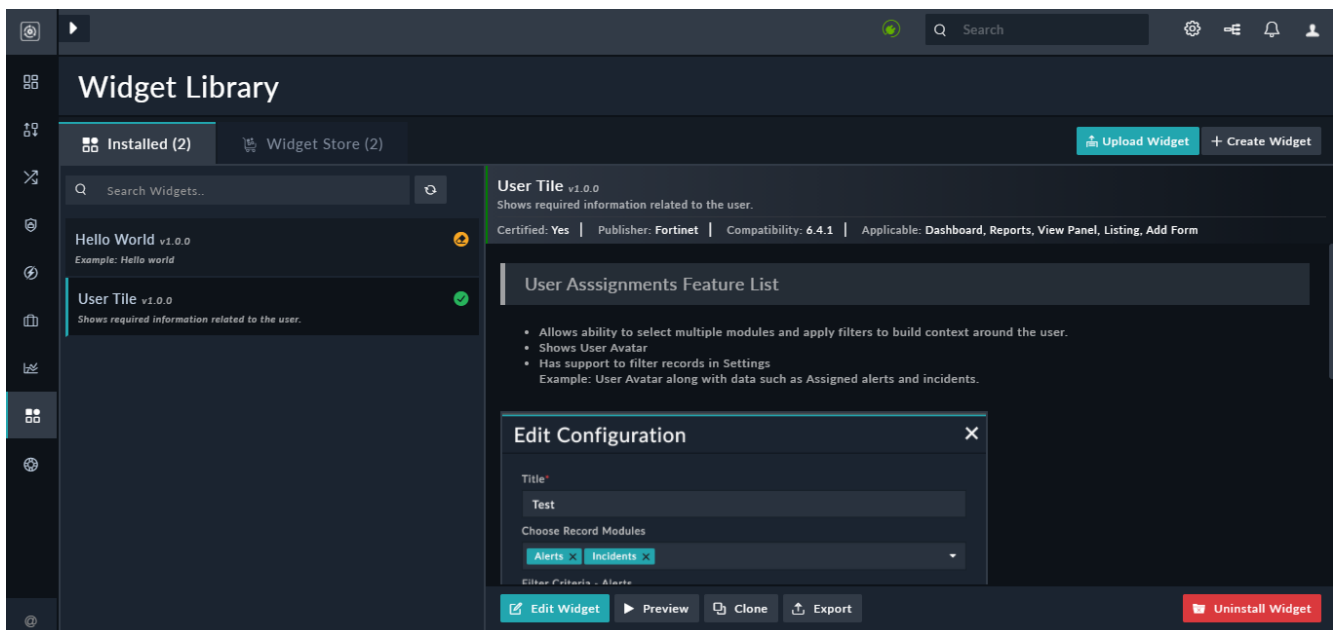 Search
Widget Library
Installed (2)
Widget Store (2)
Upload Widget
+ Create Widget
Search Widgets..
Hello World v1.0.0
Example: Hello world
User Tile v1.0.0
Shows required information related to the user.
User Tile v1.0.0
Shows required information related to the user.
Certified: Yes | Publisher: Fortinet | Compatibility: 6.4.1 | Applicable: Dashboard, Reports, View Panel, Listing, Add Form
User Asssignments Feature List
• Allows ability to select multiple modules and apply filters to build context around the user.
• Shows User Avatar
• Has support to filter records in Settings
Example: User Avatar along with data such as Assigned alerts and incidents.
Edit Configuration
Title*
Test
Choose Record Modules
Alerts × Incidents ×
Filter Criteria - Alerts
@
Edit Widget
Preview
Clone
Export
Uninstall Widget